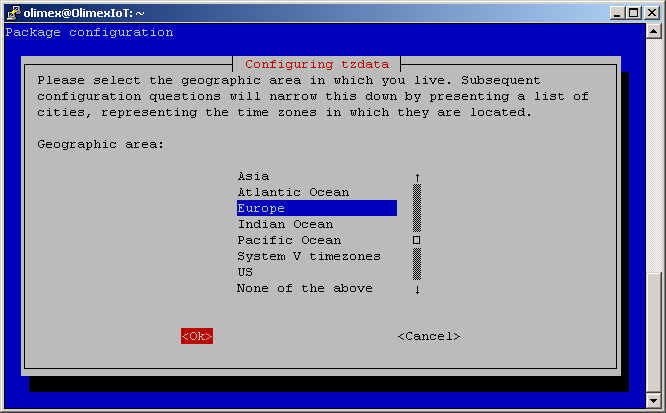 olimex@OlimexIoT: ~
Package configuration
Configuring tzdata
Please select the geographic area in which you live. Subsequent
configuration questions will narrow this down by presenting a list of
cities, representing the time zones in which they are located.
Geographic area:
Asia
Atlantic Ocean
Europe
Indian Ocean
Pacific Ocean
System V timezones
US
None of the above
<Ok> <Cancel>